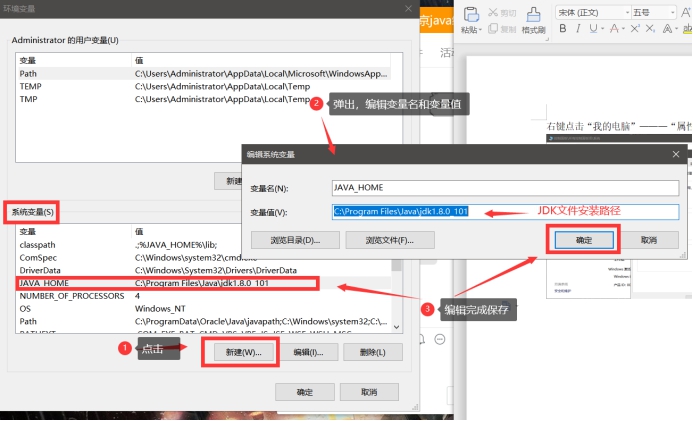 环境变量
Administrator 的用户变量(U)
变量 值
Path C:\Users\Administrator\AppData\Local\Microsoft\WindowsApp...
TEMP C:\Users\Administrator\AppData\Local\Temp
TMP C:\Users\Administrator\AppData\Local\Temp
2 弹出，编辑变量名和变量值
新建
编辑系统变量
变量名(N): JAVA_HOME
变量值(V): C:\Program Files\Java\jdk1.8.0_101
JDK文件安装路径
浏览目录(D)... 浏览文件(F)... 确定 取消
系统变量(S)
变量 值
classpath .;%JAVA_HOME%\lib;
ComSpec C:\Windows\system32\cmd.exe
DriverData C:\Windows\System32\Drivers\DriverData
JAVA_HOME C:\Program Files\Java\jdk1.8.0_101
NUMBER_OF_PROCESSORS 4
OS Windows_NT
Path C:\ProgramData\Oracle\Java\javapath;C:\Windows\system32;C:\...
3 编辑完成保存
1 点击
新建(W)... 编辑(I)... 删除(L)
确定 取消
京java
活
粘贴 剪切 复制 格式刷
宋体 (正文) 五号
B I U A X² X₂ A
右键点击“我的电脑”———“属性